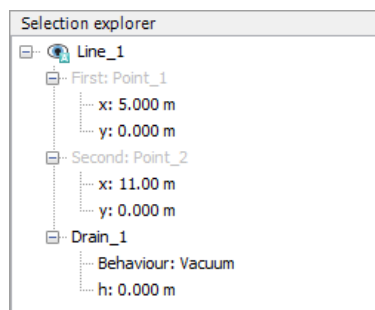 Selection explorer
Line_1
First: Point_1
x: 5.000 m
y: 0.000 m
Second: Point_2
x: 11.00 m
y: 0.000 m
Drain_1
Behaviour: Vacuum
h: 0.000 m